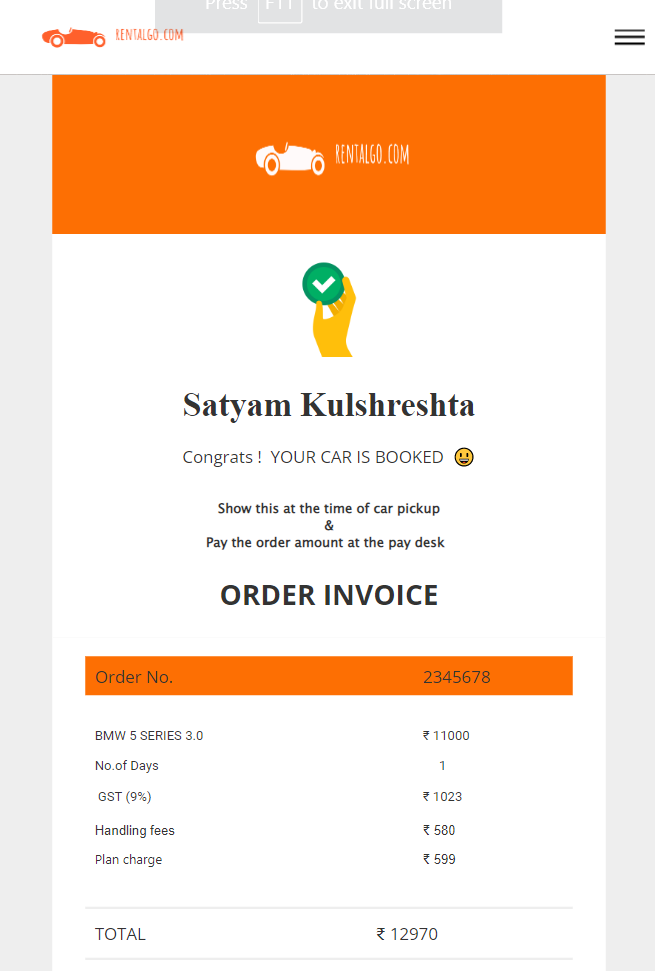 Press F11 to exit full screen
RENTALGO.COM
RENTALGO.COM
Satyam Kulshreshta
Congrats ! YOUR CAR IS BOOKED 😃
Show this at the time of car pickup
&
Pay the order amount at the pay desk
ORDER INVOICE
Order No. 2345678
BMW 5 SERIES 3.0 ₹ 11000
No.of Days 1
GST (9%) ₹ 1023
Handling fees ₹ 580
Plan charge ₹ 599
TOTAL ₹ 12970